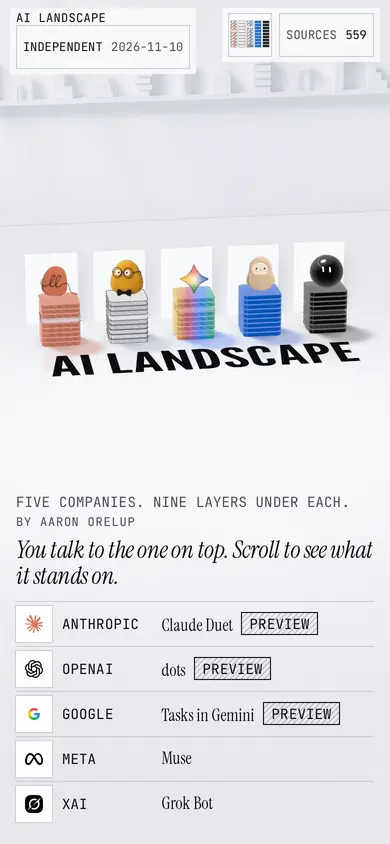 AI LANDSCAPE
INDEPENDENT 2026-11-10
SOURCES 559
AI LANDSCAPE
FIVE COMPANIES. NINE LAYERS UNDER EACH.
BY AARON ORELUP
You talk to the one on top. Scroll to see what
it stands on.
ANTHROPIC Claude Duet PREVIEW
OPENAI dots PREVIEW
GOOGLE Tasks in Gemini PREVIEW
META Muse
XAI Grok Bot